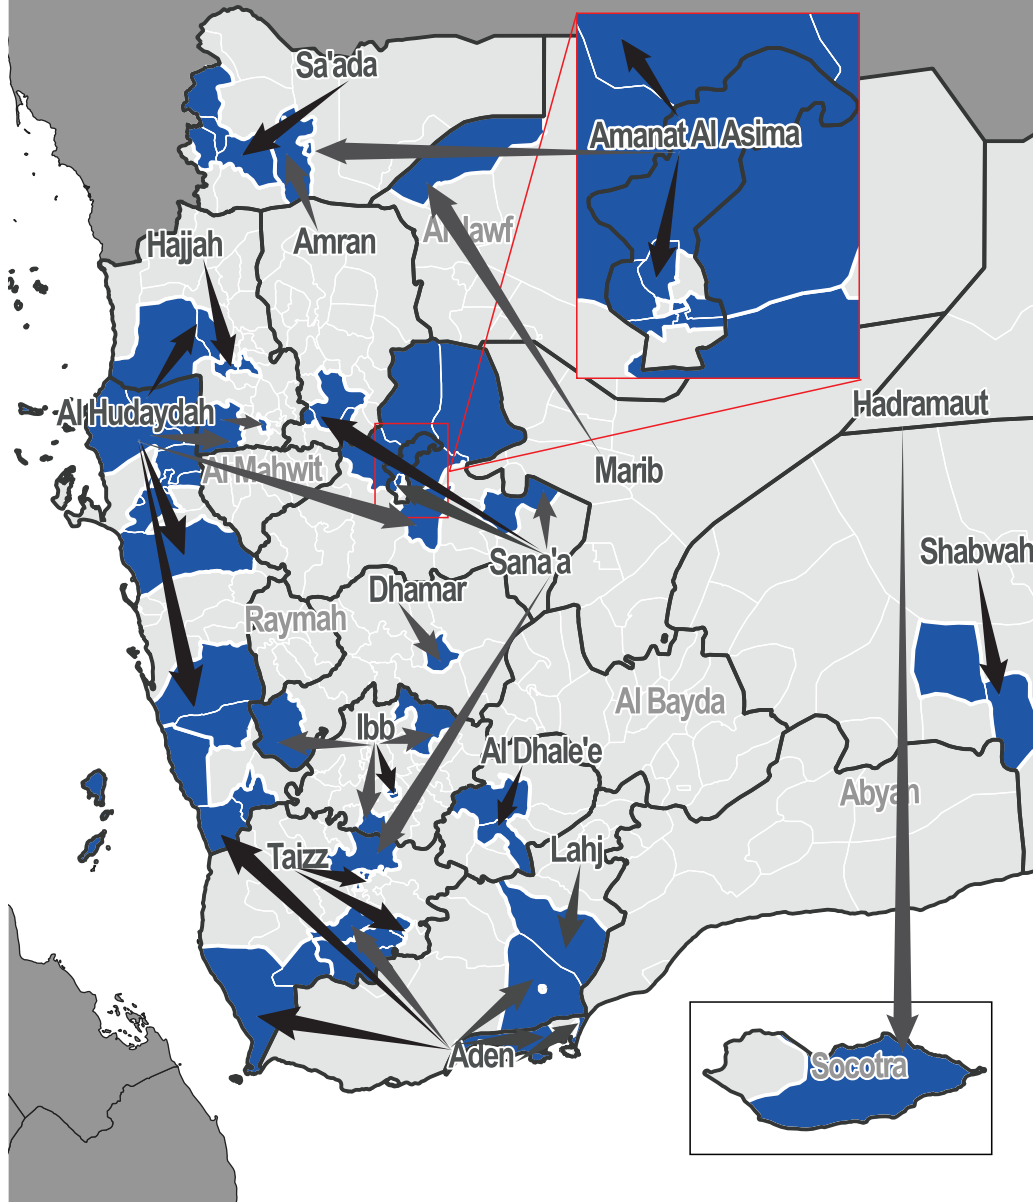 Sa'ada
Amanat Al Asima
Hajjah
Amran
Al Jawf
Al Hudaydah
Hadramaut
Al Mahwit
Marib
Sana'a
Shabwah
Dhamar
Raymah
Al Bayda
Ibb
Al Dhale'e
Abyan
Taizz
Lahj
Aden
Socotra